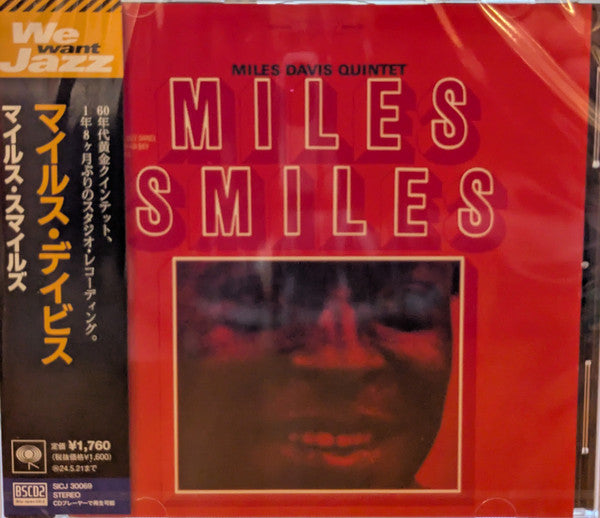 We
want
Jazz
60年代黄金クインテット、
1年8ヶ月ぶりのスタジオ・レコーディング。
マイルス・デイビス
マイルス・スマイルズ
定価 ¥1,760
(税抜価格¥1,600)
24.5.21まで
BSCD2
SICJ 30069
STEREO
CDプレーヤーで再生可能
MILES DAVIS QUINTET
MILES
SMILES